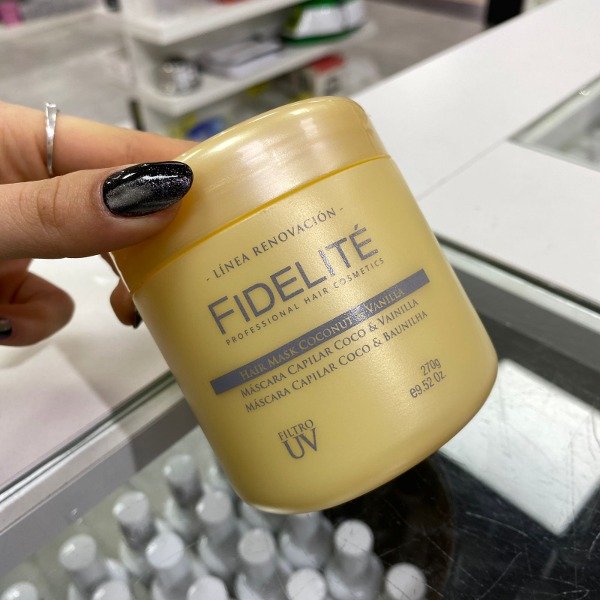 - LÍNEA RENOVACIÓN -
FIDELITÉ
PROFESSIONAL HAIR COSMETICS
HAIR MASK COCONUT & VANILLA
MÁSCARA CAPILAR COCO & VAINILLA
MÁSCARA CAPILAR COCO & BAUNILHA
270g
e9.52 Oz
FILTRO
UV